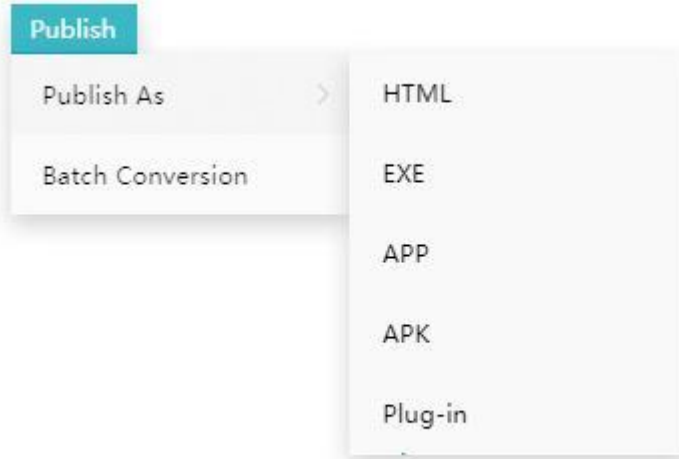 Publish
Publish As
Batch Conversion
HTML
EXE
APP
APK
Plug-in